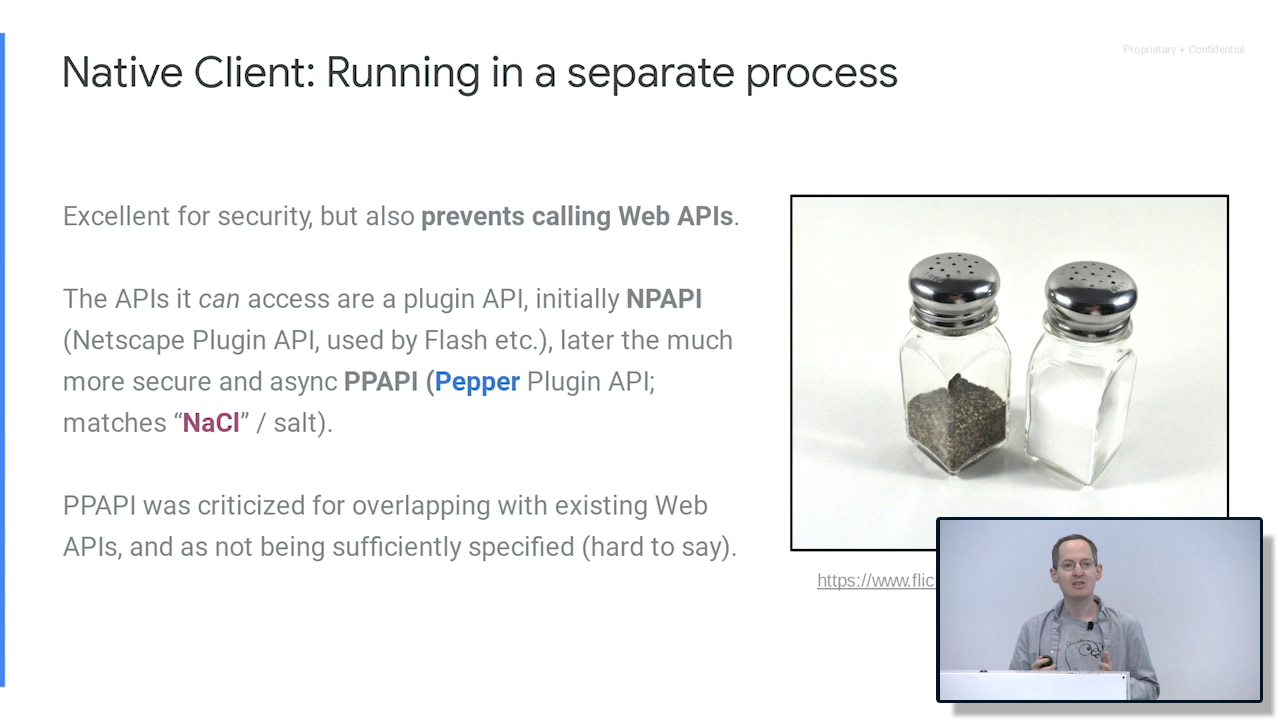 Proprietary + Confidential
Native Client: Running in a separate process
Excellent for security, but also prevents calling Web APIs.
The APIs it can access are a plugin API, initially NPAPI
(Netscape Plugin API, used by Flash etc.), later the much
more secure and async PPAPI (Pepper Plugin API;
matches “NaCl” / salt).
PPAPI was criticized for overlapping with existing Web
APIs, and as not being sufficiently specified (hard to say).
https://www.flic